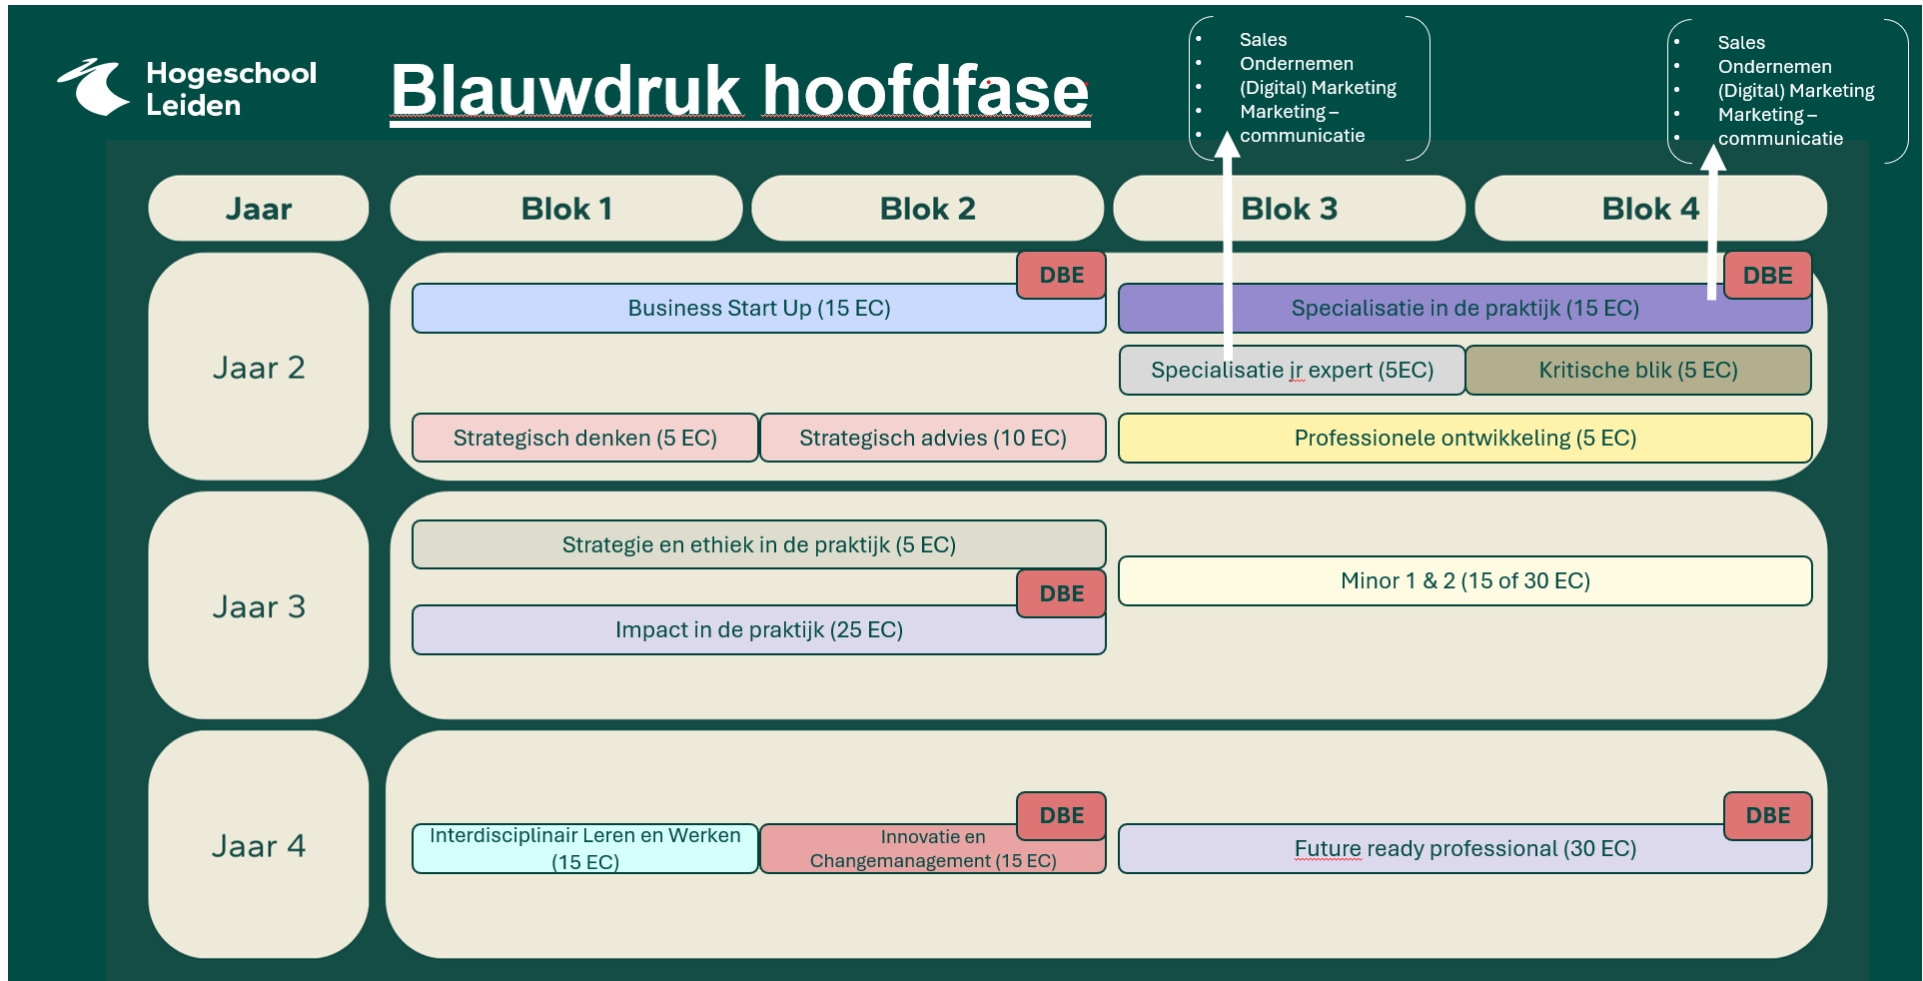 Hogeschool
Leiden
Blauwdruk hoofdfase
• Sales
• Ondernemen
• (Digital) Marketing
• Marketing –
• communicatie
• Sales
• Ondernemen
• (Digital) Marketing
• Marketing –
• communicatie
Jaar
Blok 1
Blok 2
Blok 3
Blok 4
Jaar 2
DBE
Business Start Up (15 EC)
DBE
Specialisatie in de praktijk (15 EC)
Specialisatie jr expert (5EC)
Kritische blik (5 EC)
Strategisch denken (5 EC)
Strategisch advies (10 EC)
Professionele ontwikkeling (5 EC)
Jaar 3
Strategie en ethiek in de praktijk (5 EC)
DBE
Impact in de praktijk (25 EC)
Minor 1 & 2 (15 of 30 EC)
Jaar 4
Interdisciplinair Leren en Werken
(15 EC)
DBE
Innovatie en
Changemanagement (15 EC)
DBE
Future ready professional (30 EC)